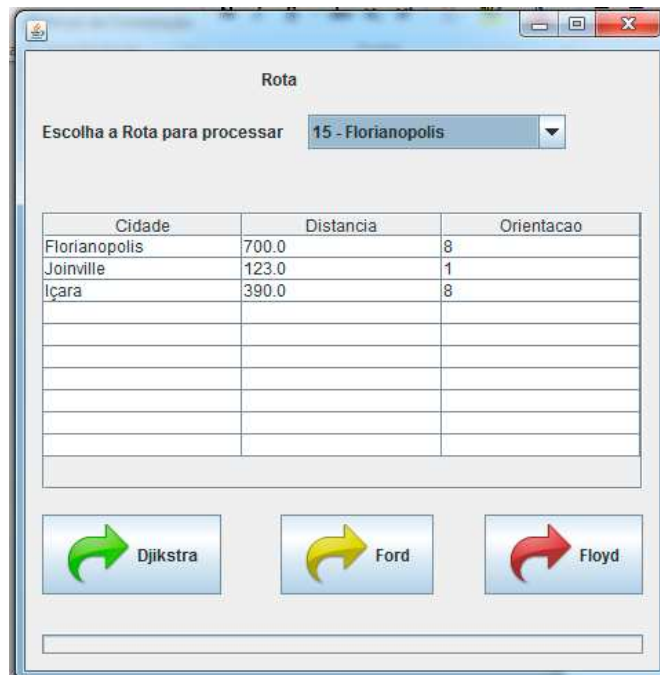 Rota
Escolha a Rota para processar 15 - Florianopolis
Cidade Distância Orientacao
Florianopolis 700.0 8
Joinville 123.0 1
Içara 390.0 8
Djikstra Ford Floyd